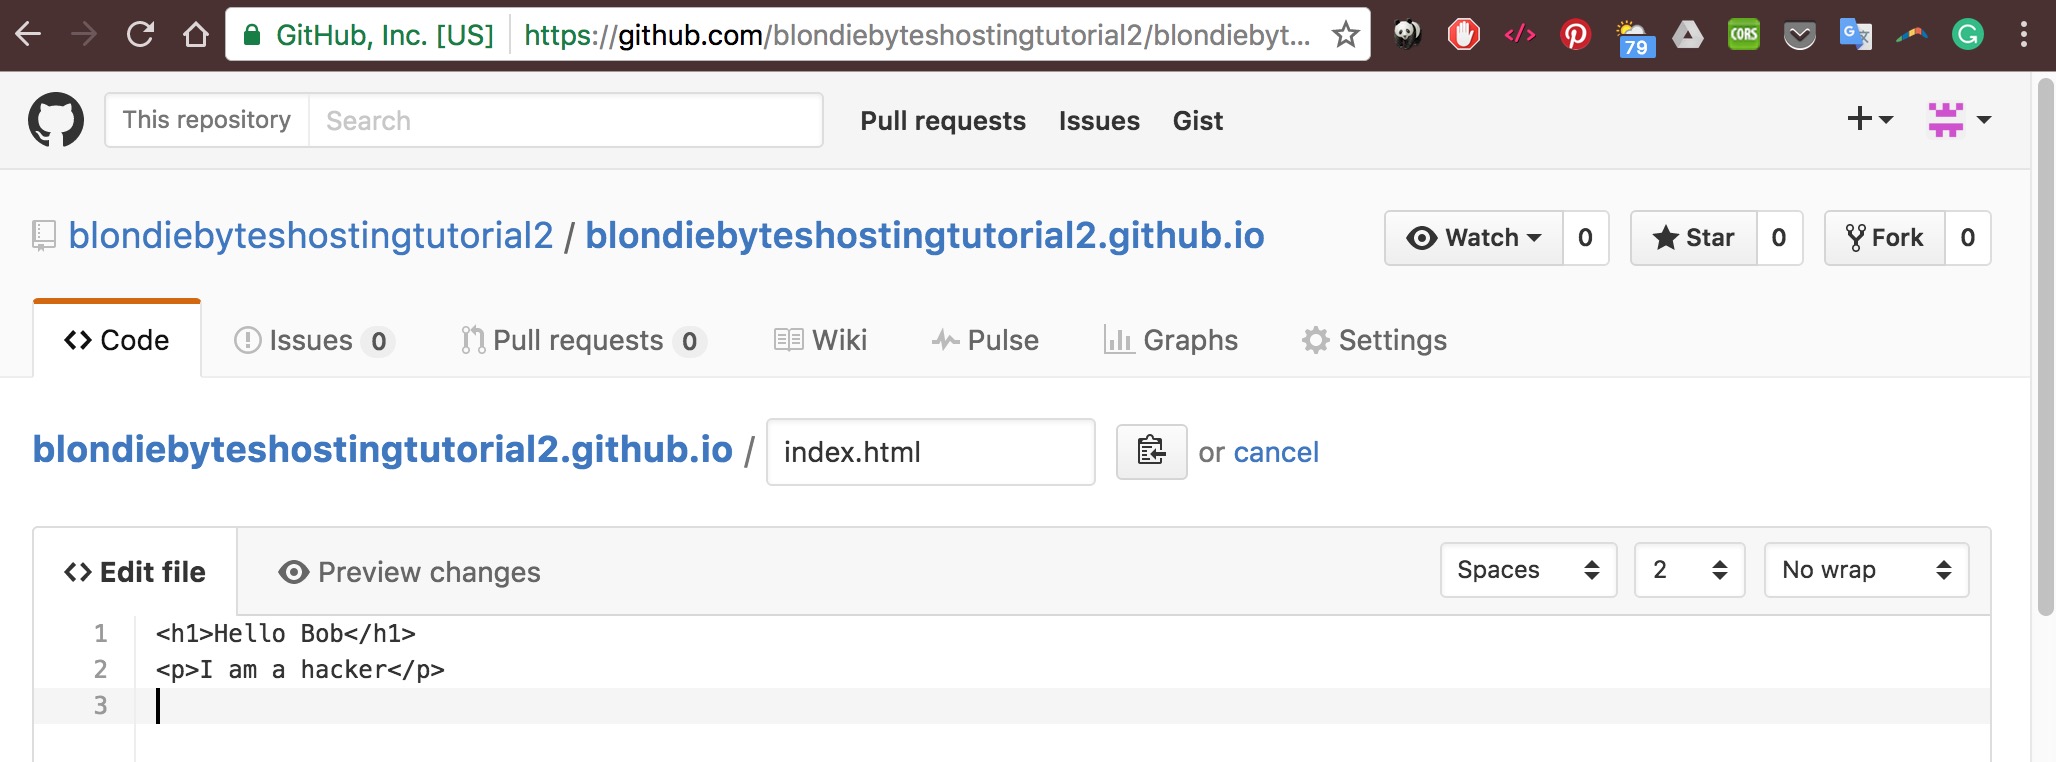 GitHub, Inc. [US] https://github.com/blondiebyteshostingtutorial2/blondiebyt...
79
CORS
G
This repository Search Pull requests Issues Gist
blondiebyteshostingtutorial2 / blondiebyteshostingtutorial2.github.io Watch 0 Star 0 Fork 0
Code Issues 0 Pull requests 0 Wiki Pulse Graphs Settings
blondiebyteshostingtutorial2.github.io / index.html or cancel
Edit file Preview changes Spaces 2 No wrap
1 <h1>Hello Bob</h1>
2 <p>I am a hacker</p>
3